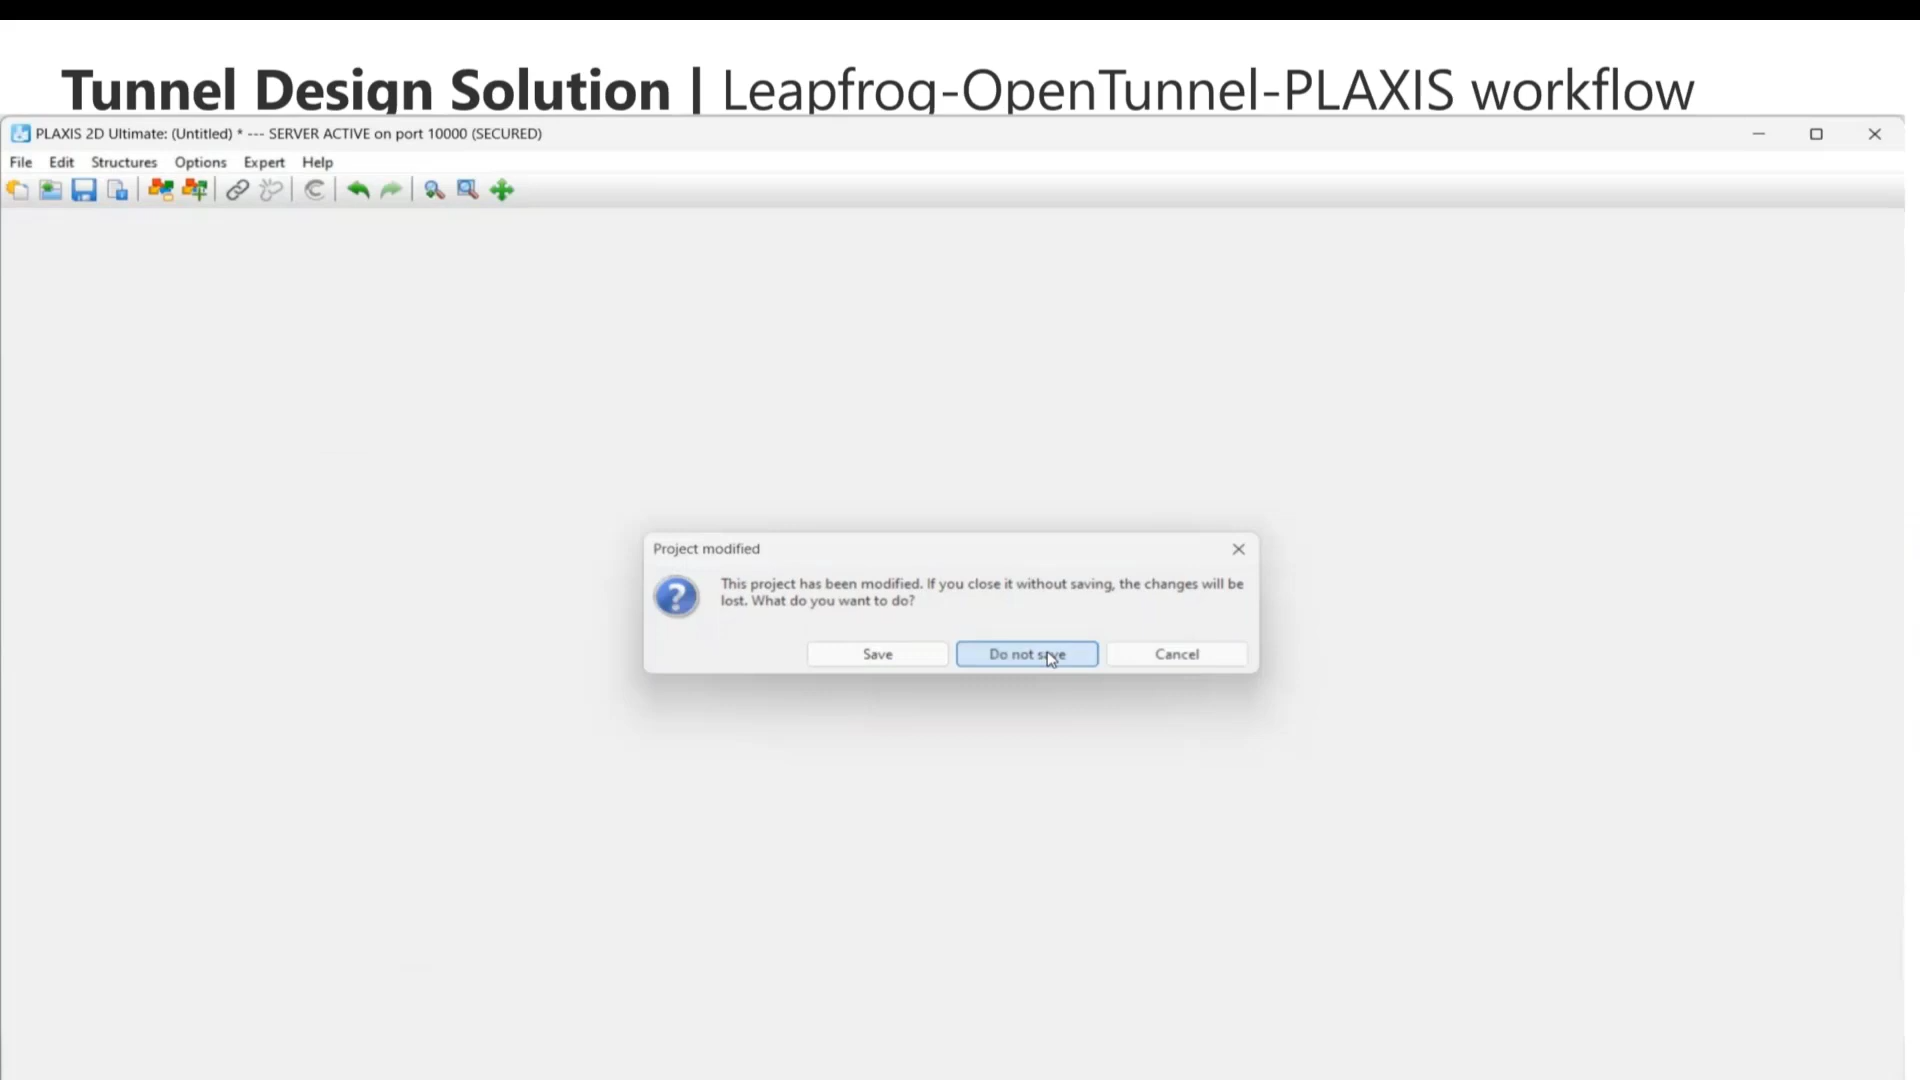 Tunnel Design Solution | Leapfrog-OpenTunnel-PLAXIS workflow
PLAXIS 2D Ultimate: (Untitled) * --- SERVER ACTIVE on port 10000 (SECURED)
File Edit Structures Options Expert Help
Project modified
This project has been modified. If you close it without saving, the changes will be
lost. What do you want to do?
Save Do not save Cancel